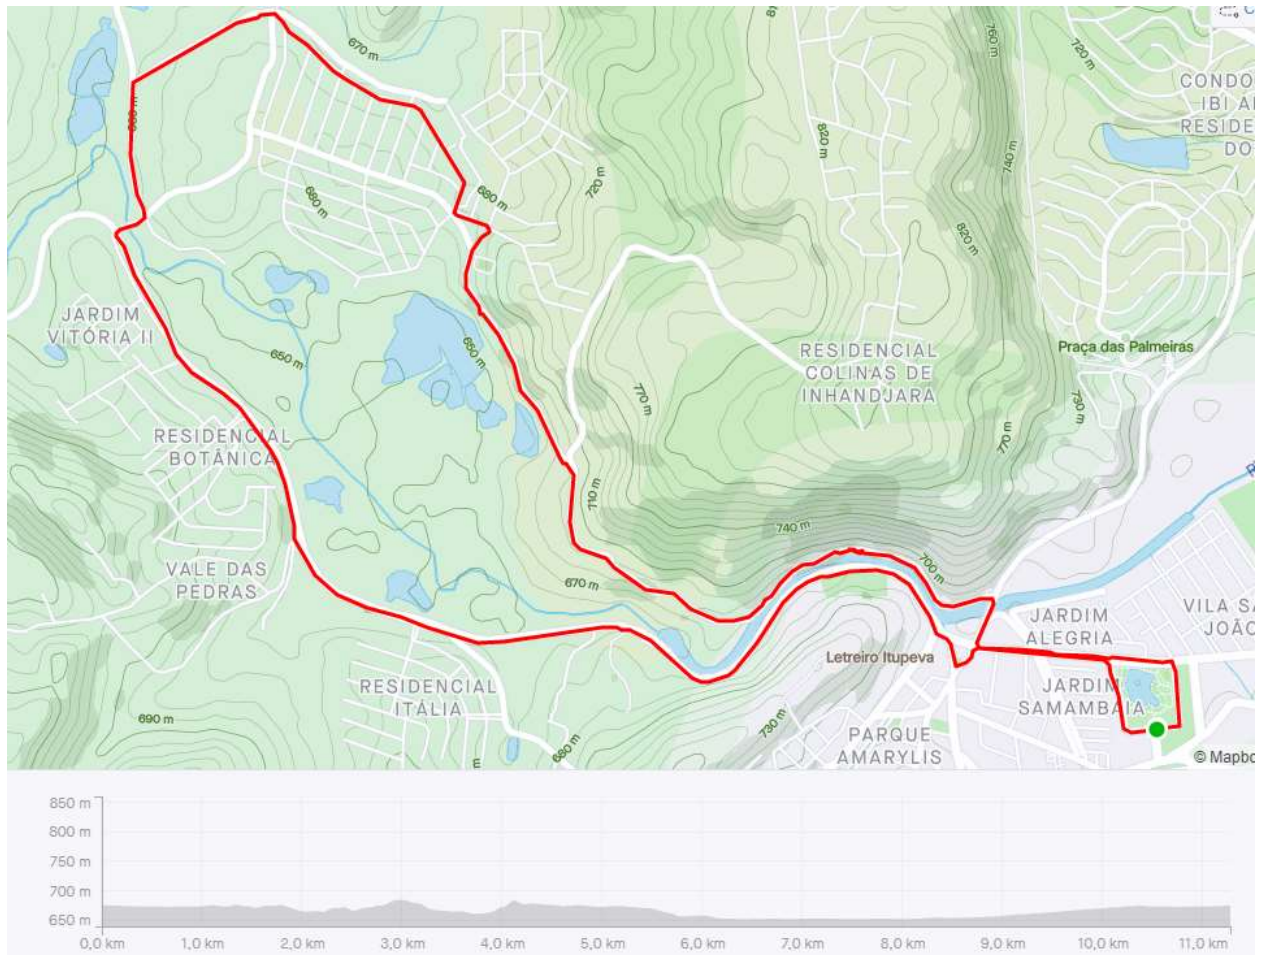 C
670 m
81
760 m
720 m
CONDO
IBI A
RESIDE
DO
660 m
820 m
740 m
720 m
680 m
680 m
820 m
JARDIM
VITÓRIA II
650 m
650 m
RESIDENCIAL
COLINAS DE
INHANDJARA
Praça das Palmeiras
770 m
730 m
770 m
RESIDENCIAL
BOTÂNICA
710 m
740 m
700 m
VALE DAS
PEDRAS
670 m
JARDIM
ALEGRIA
VILA SA
JOÃO
Letreiro Itupeva
RESIDENCIAL
ITÁLIA
JARDIM
SAMAMBAIA
690 m
730 m
680 m
m
PARQUE
AMARYLIS
© Mapbo
850 m
800 m
750 m
700 m
650 m
0,0 km 1,0 km 2,0 km 3,0 km 4,0 km 5,0 km 6,0 km 7,0 km 8,0 km 9,0 km 10,0 km 11,0 km